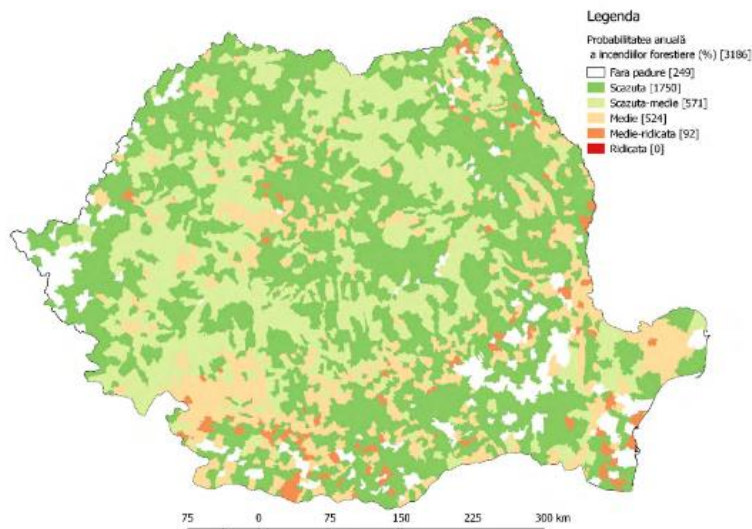 Legenda
Probabilitatea anuală
a incendiilor forestiere (%) [3186]
Fara padure [249]
Scazuta [1750]
Scazuta-medie [571]
Medie [524]
Medie-ridicata [92]
Ridicata [0]
75 0 75 150 225 300 km